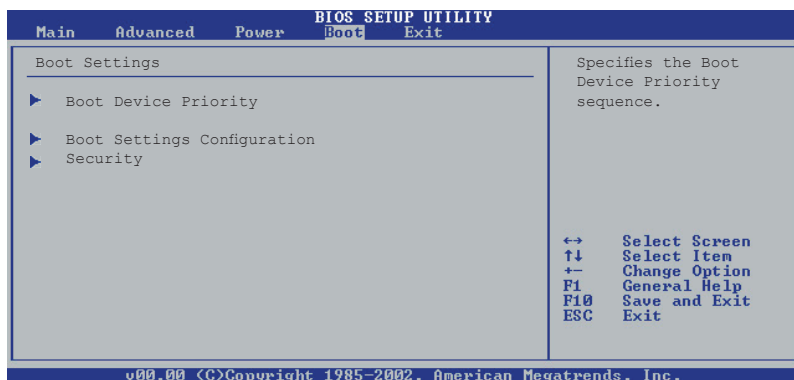 BIOS SETUP UTILITY
Main Advanced Power Boot Exit
Boot Settings
Boot Device Priority
Boot Settings Configuration
Security
Specifies the Boot
Device Priority
sequence.
←→ Select Screen
↑↓ Select Item
+- Change Option
F1 General Help
F10 Save and Exit
ESC Exit
v00.00 (C)Copyright 1985-2002, American Megatrends, Inc.